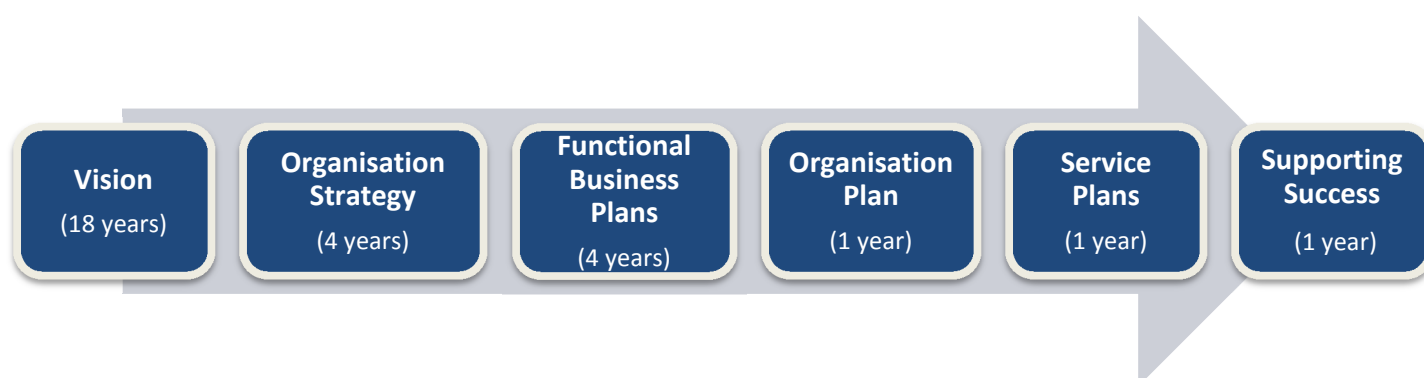 Vision
(18 years)
Organisation
Strategy
(4 years)
Functional
Business
Plans
(4 years)
Organisation
Plan
(1 year)
Service
Plans
(1 year)
Supporting
Success
(1 year)